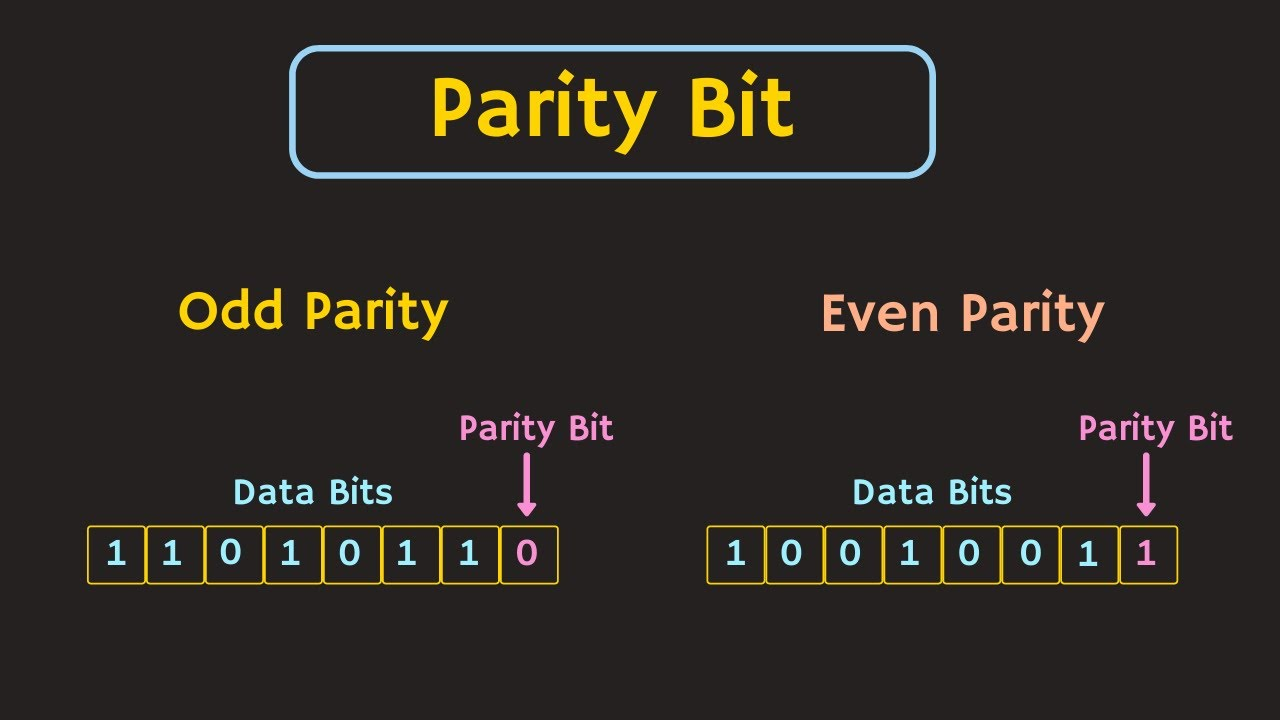 Parity Bit
Odd Parity
Even Parity
Parity Bit
Parity Bit
Data Bits
Data Bits
1 1 0 1 0 1 1 0
1 0 0 1 0 0 1 1